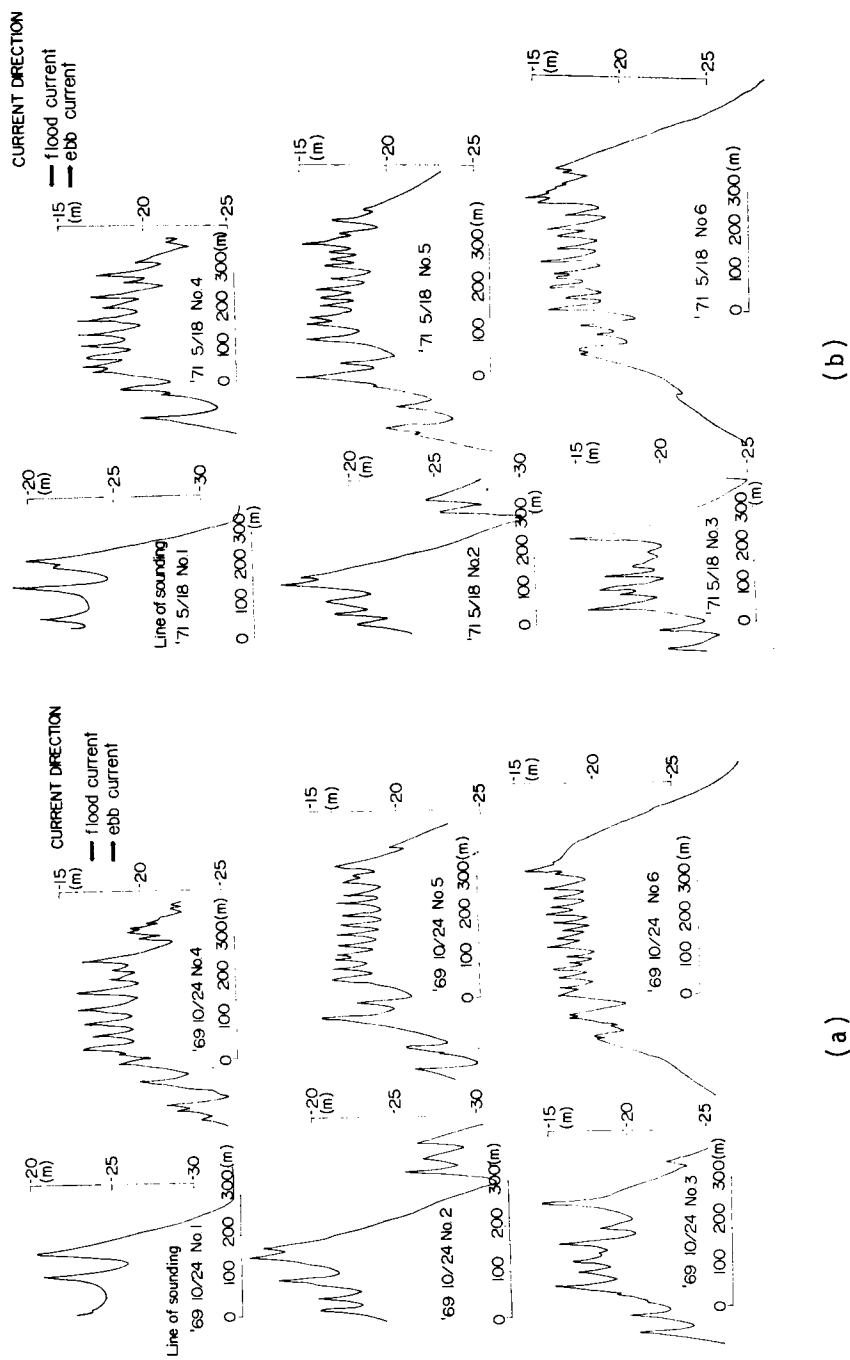 CURRENT DIRECTION
← flood current
→ ebb current
-20
(m)
-25
-30
Line of sounding
'69 10/24 No.1
0 100 200 300(m)
-15
(m)
-20
-25
'69 10/24 No.4
0 100 200 300(m)
-20
(m)
-25
-30
'69 10/24 No.2
0 100 200 300(m)
-15
(m)
-20
-25
'69 10/24 No.5
0 100 200 300(m)
-15
(m)
-20
-25
'69 10/24 No.3
0 100 200 300(m)
-15
(m)
-20
-25
'69 10/24 No.6
0 100 200 300(m)
(a)
CURRENT DIRECTION
← flood current
→ ebb current
-20
(m)
-25
-30
Line of sounding
'71 5/18 No.1
0 100 200 300
(m)
-15
(m)
-20
-25
'71 5/18 No.4
0 100 200 300(m)
-20
(m)
-25
-30
'71 5/18 No.2
0 100 200 300
(m)
-15
(m)
-20
-25
'71 5/18 No.5
0 100 200 300(m)
-15
(m)
-20
-25
'71 5/18 No.3
0 100 200 300(m)
-15
(m)
-20
-25
'71 5/18 No.6
0 100 200 300(m)
(b)